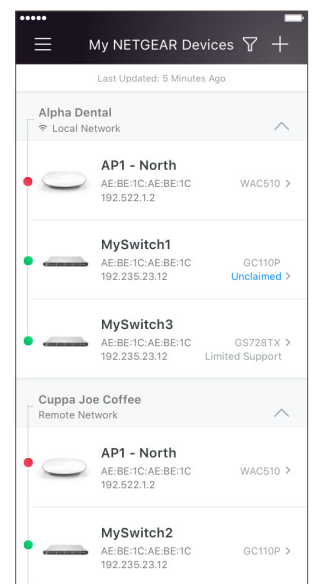 My NETGEAR Devices
Last Updated: 5 Minutes Ago
Alpha Dental
Local Network
AP1 - North
AE:BE:1C:AE:BE:1C
WAC510
192.522.1.2
MySwitch1
AE:BE:1C:AE:BE:1C
GC110P
192.235.23.12
Unclaimed
MySwitch3
AE:BE:1C:AE:BE:1C
GS728TX
192.235.23.12
Limited Support
Cuppa Joe Coffee
Remote Network
AP1 - North
AE:BE:1C:AE:BE:1C
WAC510
192.522.1.2
MySwitch2
AE:BE:1C:AE:BE:1C
GC110P
192.235.23.12